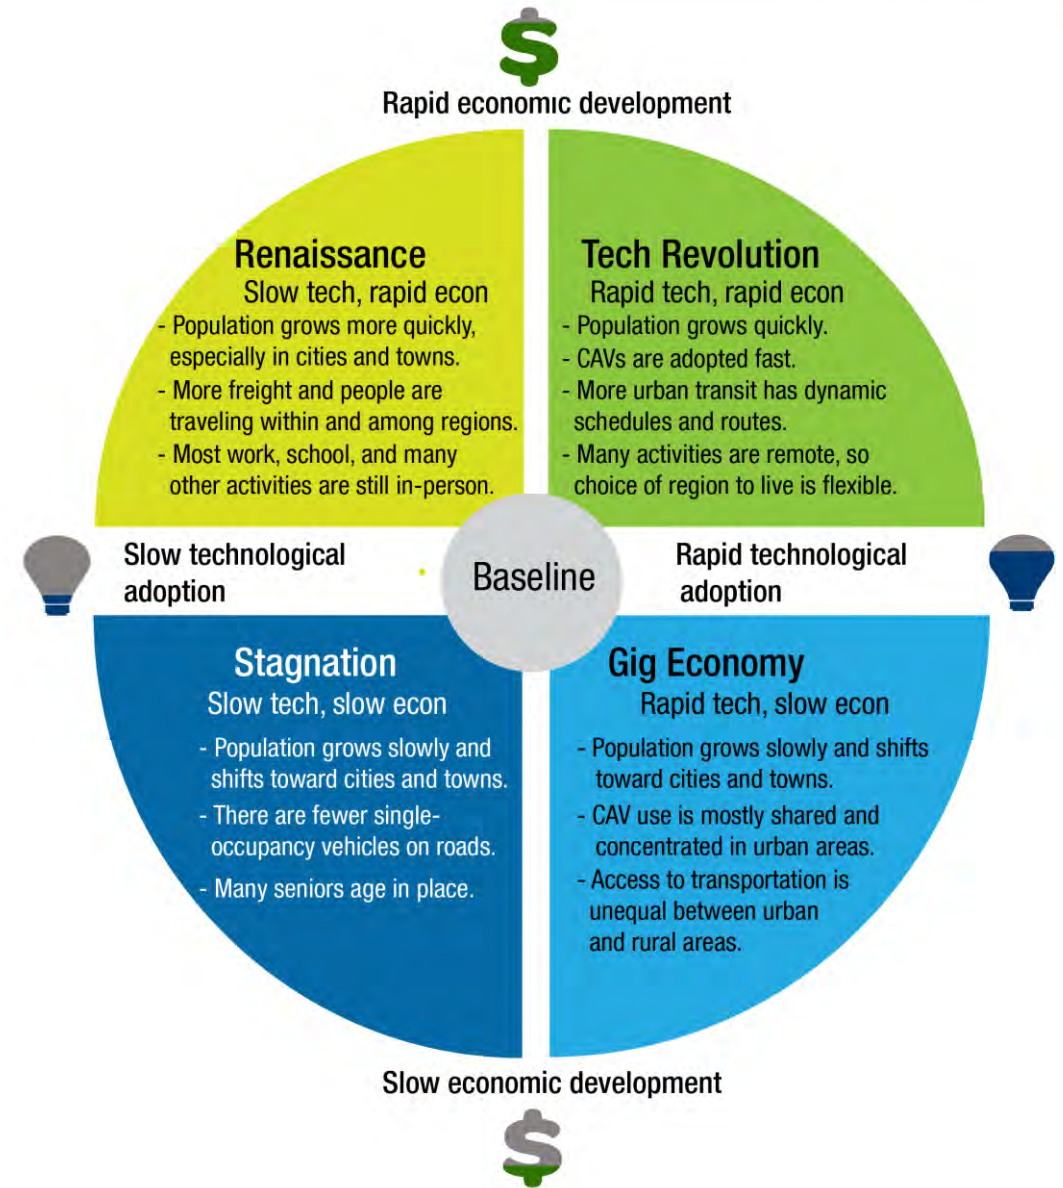 Rapid economic development
Renaissance
Slow tech, rapid econ
- Population grows more quickly,
especially in cities and towns.
- More freight and people are
traveling within and among regions.
- Most work, school, and many
other activities are still in-person.
Tech Revolution
Rapid tech, rapid econ
- Population grows quickly.
- CAVs are adopted fast.
- More urban transit has dynamic
schedules and routes.
- Many activities are remote, so
choice of region to live is flexible.
Slow technological
adoption
Baseline
Rapid technological
adoption
Stagnation
Slow tech, slow econ
- Population grows slowly and
shifts toward cities and towns.
- There are fewer single-
occupancy vehicles on roads.
- Many seniors age in place.
Gig Economy
Rapid tech, slow econ
- Population grows slowly and shifts
toward cities and towns.
- CAV use is mostly shared and
concentrated in urban areas.
- Access to transportation is
unequal between urban
and rural areas.
Slow economic development